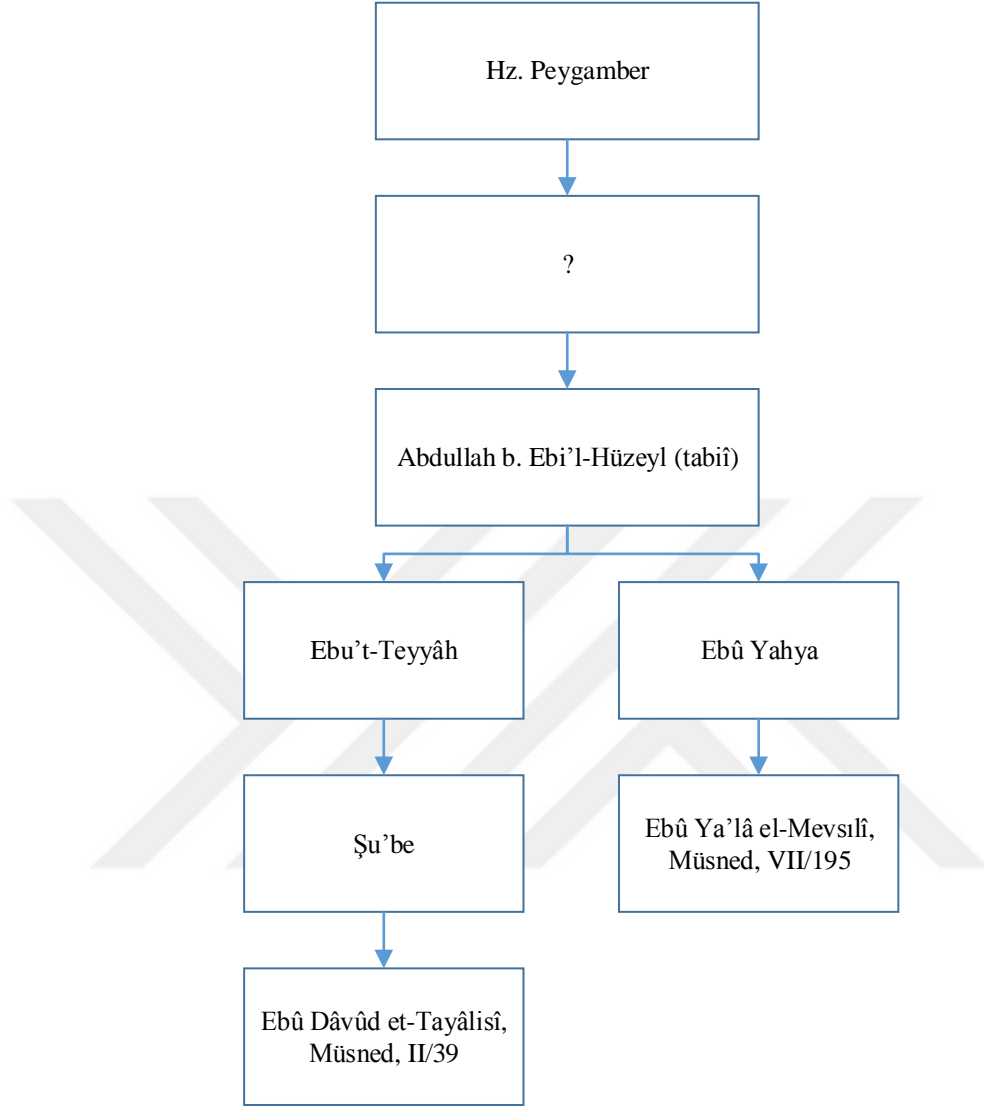 Hz. Peygamber
?
Abdullah b. Ebi’l-Hüzeyl (tabiî)
Ebu’t-Teyyâh
Ebû Yahya
Şu’be
Ebû Ya’lâ el-Mevsılî,
Müsned, VII/195
Ebû Dâvûd et-Tayâlisî,
Müsned, II/39